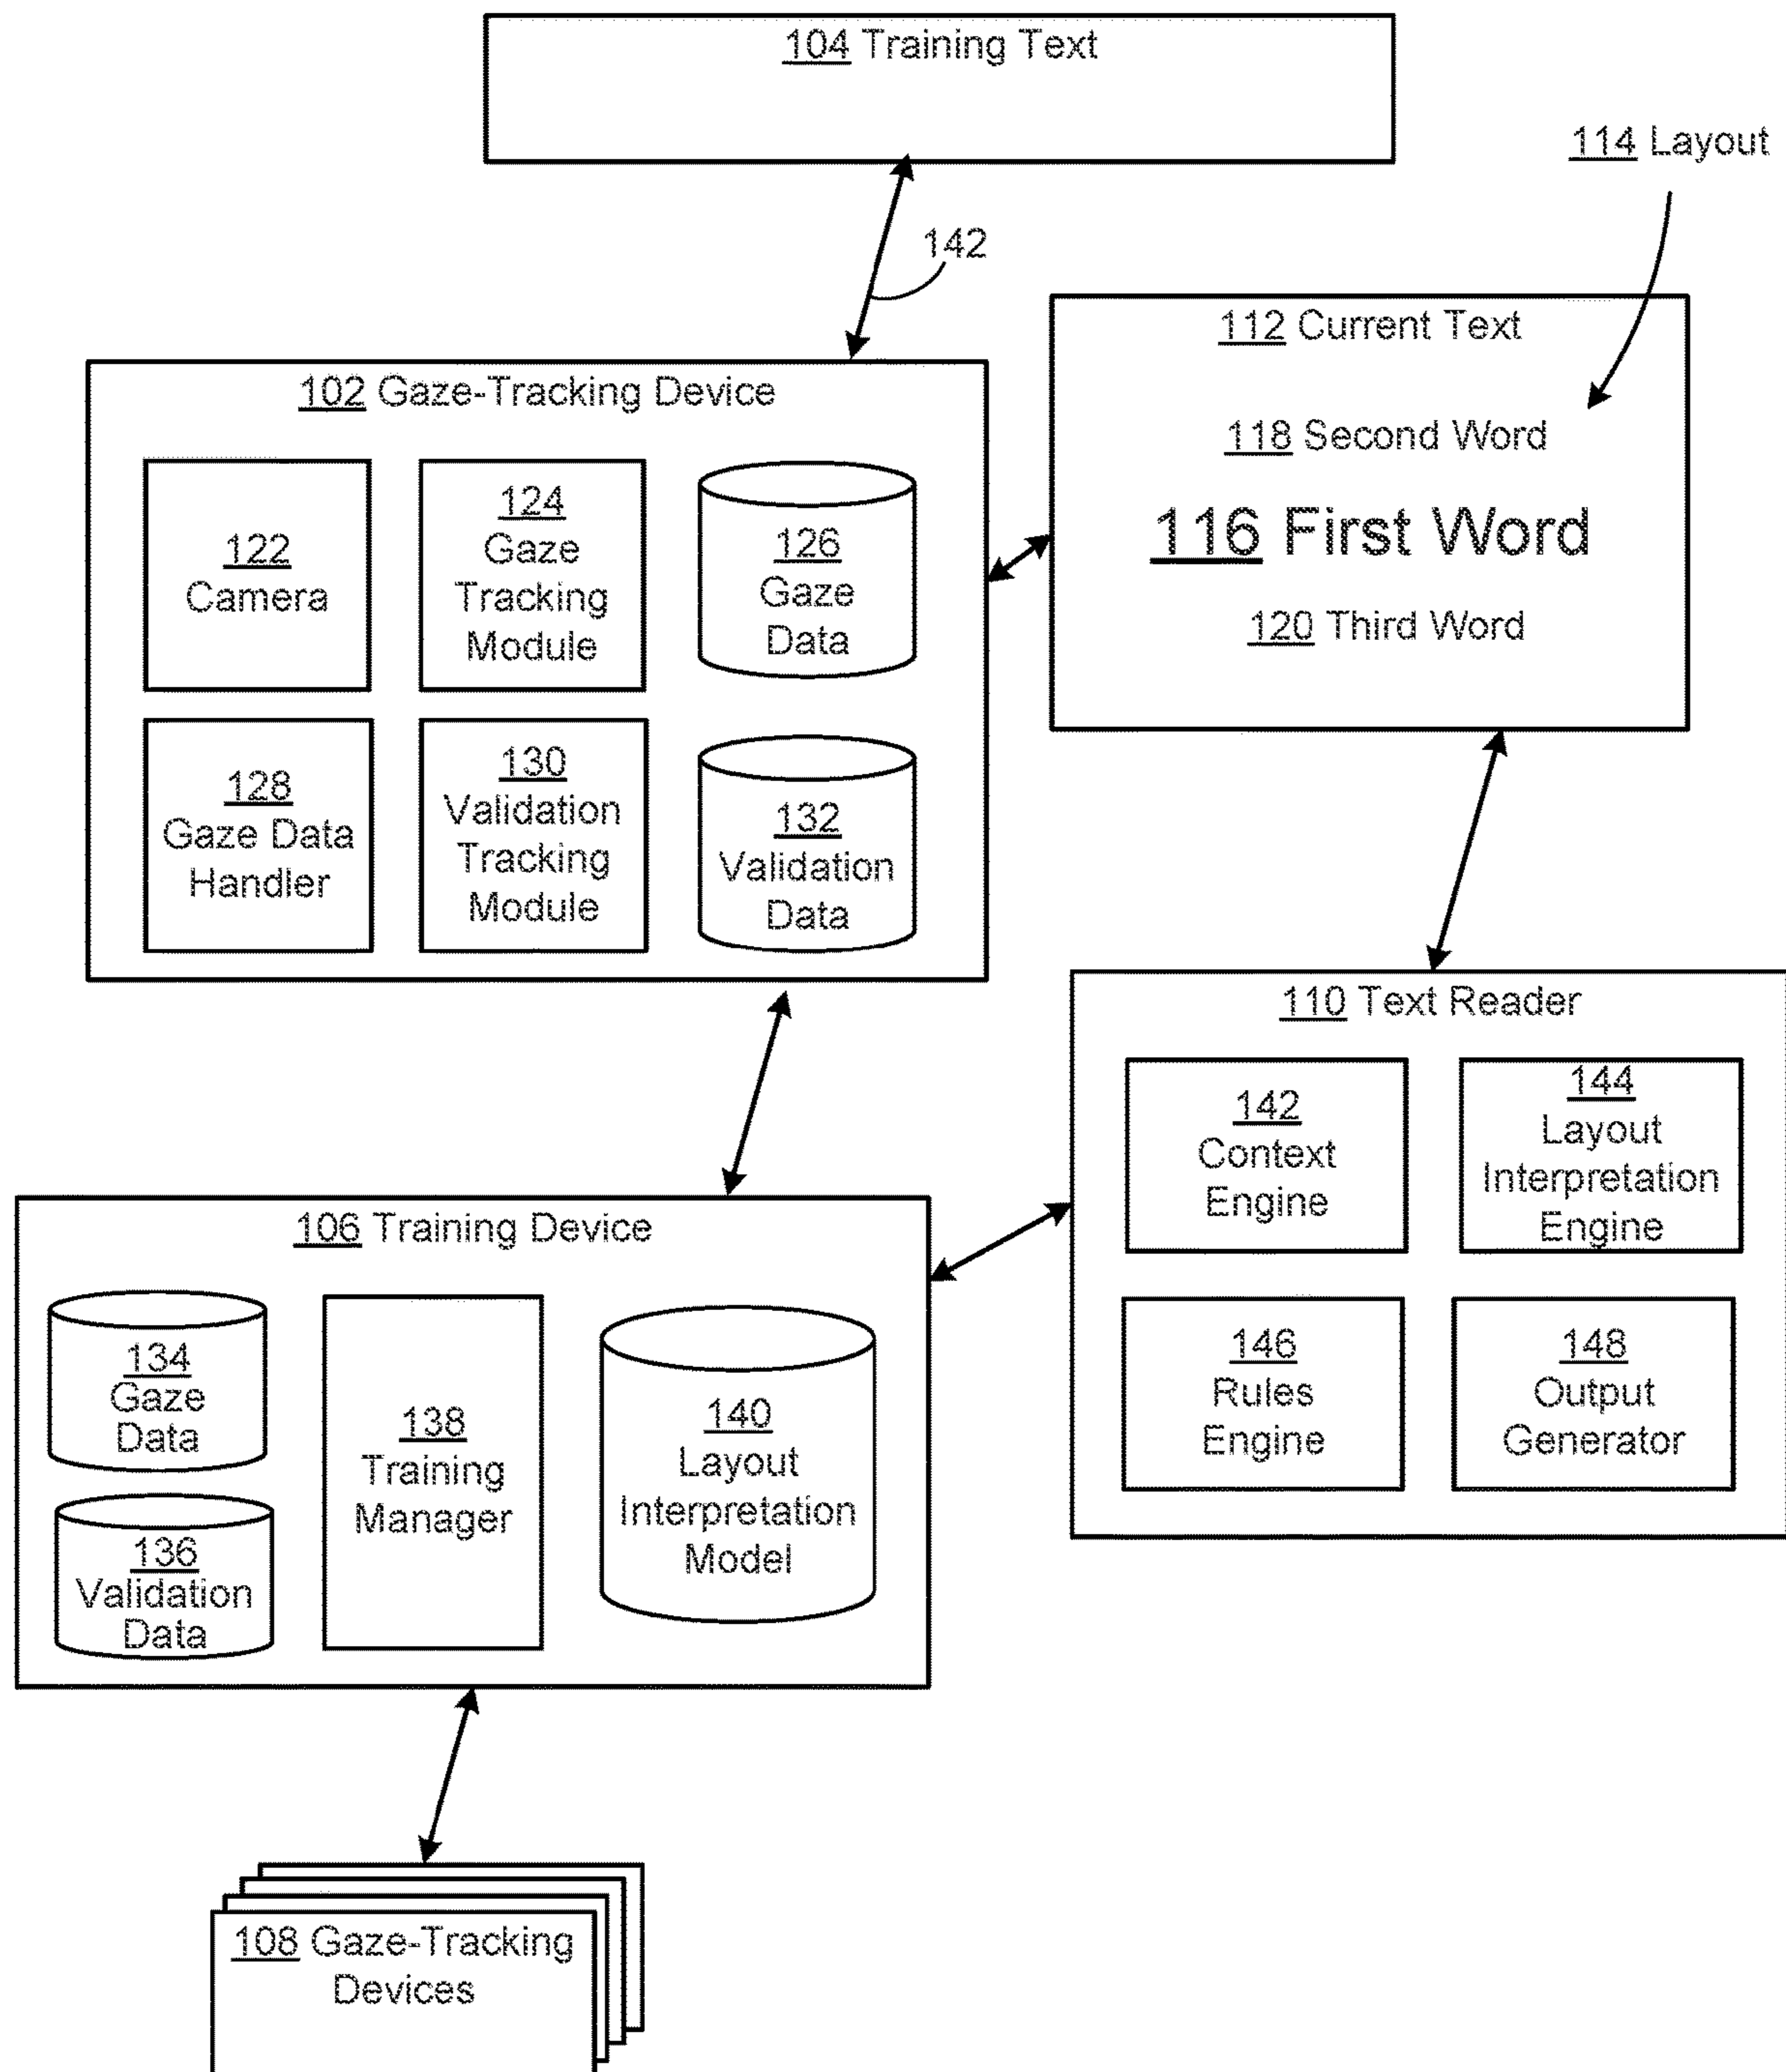 104 Training Text
114 Layout
142
112 Current Text
118 Second Word
116 First Word
120 Third Word
102 Gaze-Tracking Device
122
Camera
124
Gaze
Tracking
Module
126
Gaze
Data
128
Gaze Data
Handler
130
Validation
Tracking
Module
132
Validation
Data
110 Text Reader
142
Context
Engine
144
Layout
Interpretation
Engine
146
Rules
Engine
148
Output
Generator
106 Training Device
134
Gaze
Data
136
Validation
Data
138
Training
Manager
140
Layout
Interpretation
Model
108 Gaze-Tracking
Devices